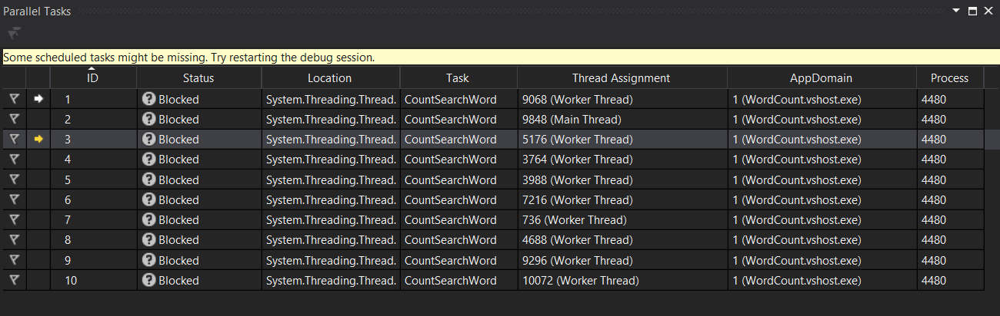 Parallel Tasks
Some scheduled tasks might be missing. Try restarting the debug session.
ID Status Location Task Thread Assignment AppDomain Process
1 Blocked System.Threading.Thread. CountSearchWord 9068 (Worker Thread) 1 (WordCount.vshost.exe) 4480
2 Blocked System.Threading.Thread. CountSearchWord 9848 (Main Thread) 1 (WordCount.vshost.exe) 4480
3 Blocked System.Threading.Thread. CountSearchWord 5176 (Worker Thread) 1 (WordCount.vshost.exe) 4480
4 Blocked System.Threading.Thread. CountSearchWord 3764 (Worker Thread) 1 (WordCount.vshost.exe) 4480
5 Blocked System.Threading.Thread. CountSearchWord 3988 (Worker Thread) 1 (WordCount.vshost.exe) 4480
6 Blocked System.Threading.Thread. CountSearchWord 7216 (Worker Thread) 1 (WordCount.vshost.exe) 4480
7 Blocked System.Threading.Thread. CountSearchWord 736 (Worker Thread) 1 (WordCount.vshost.exe) 4480
8 Blocked System.Threading.Thread. CountSearchWord 4688 (Worker Thread) 1 (WordCount.vshost.exe) 4480
9 Blocked System.Threading.Thread. CountSearchWord 9296 (Worker Thread) 1 (WordCount.vshost.exe) 4480
10 Blocked System.Threading.Thread. CountSearchWord 10072 (Worker Thread) 1 (WordCount.vshost.exe) 4480